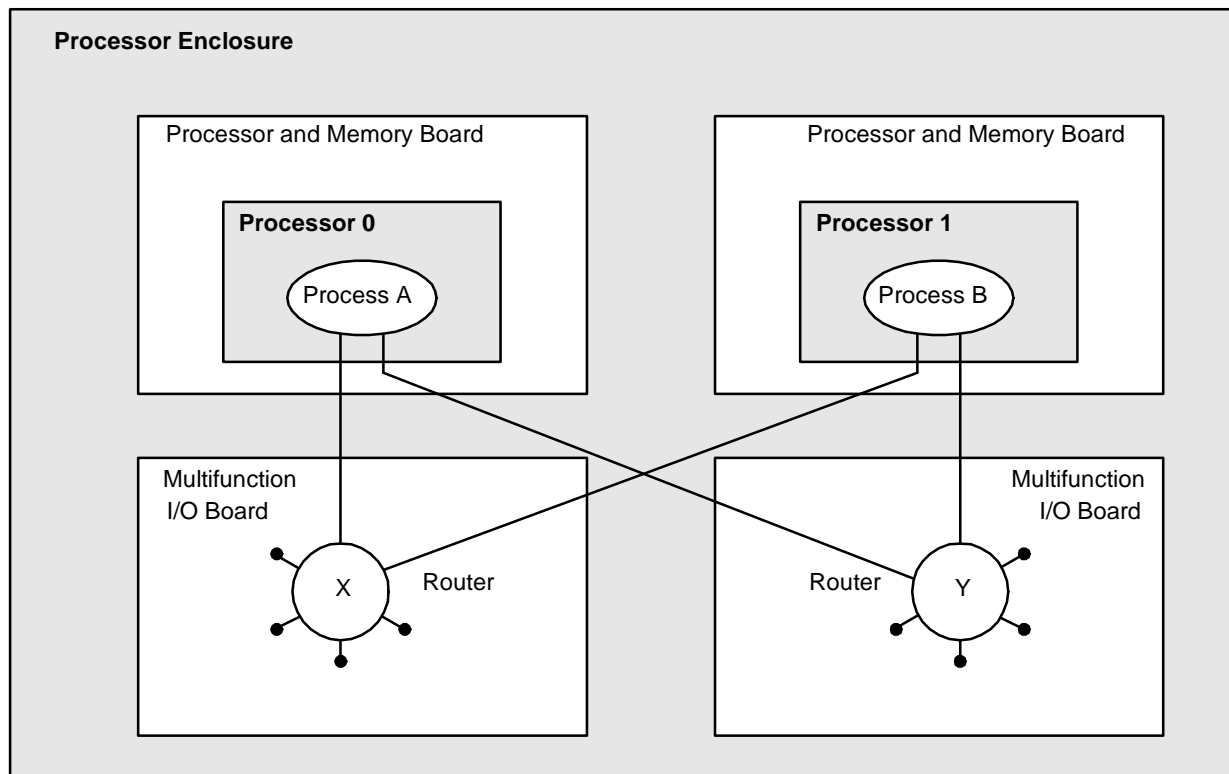 Processor Enclosure
Processor and Memory Board
Processor and Memory Board
Processor 0
Processor 1
Process A
Process B
Multifunction
I/O Board
Multifunction
I/O Board
X
Router
Router
Y